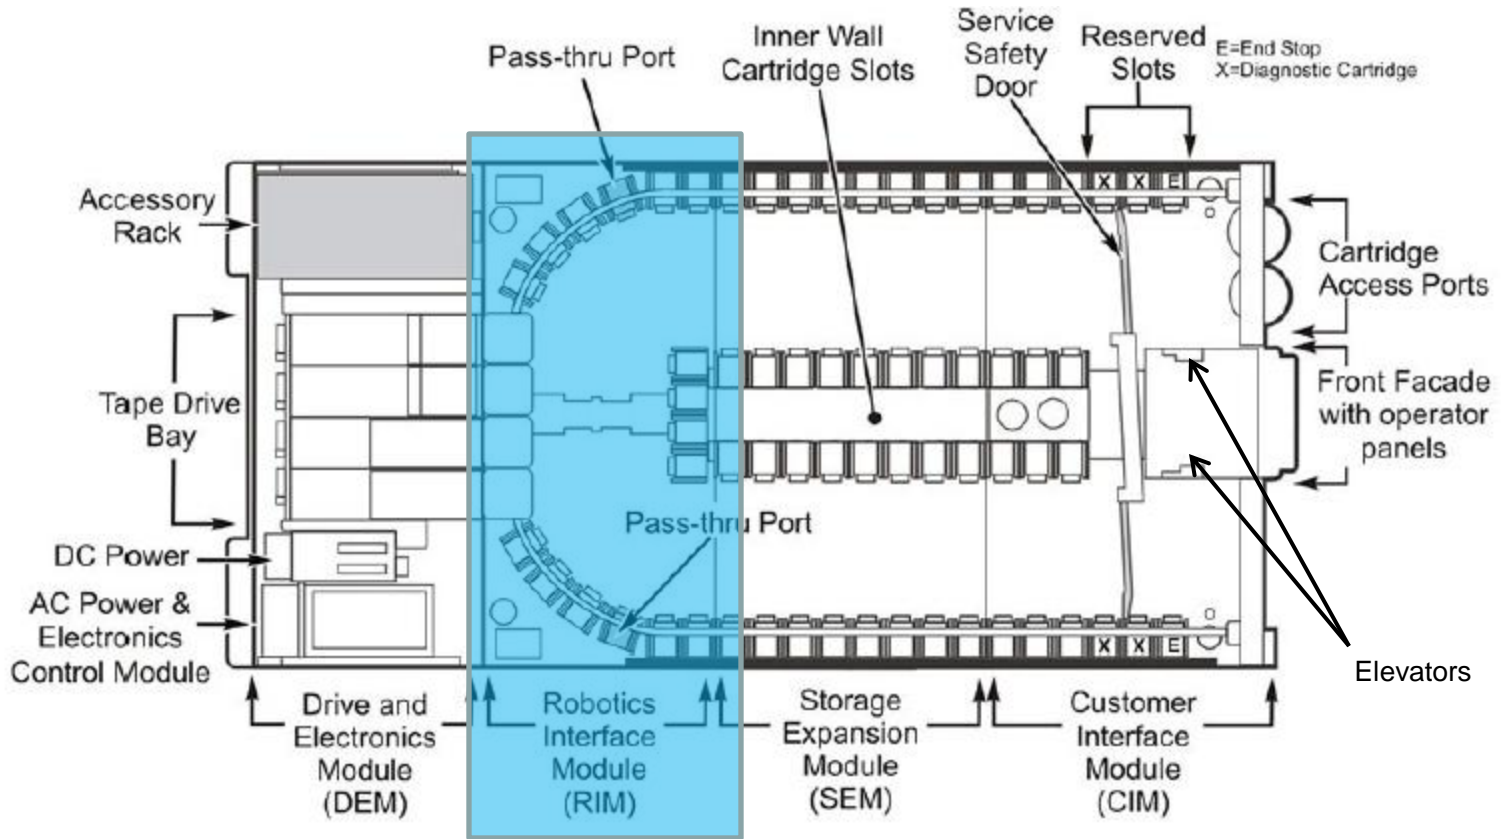 Pass-thru Port
Inner Wall
Cartridge Slots
Service
Safety
Door
Reserved
Slots
E=End Stop
X=Diagnostic Cartridge
Accessory
Rack
X X E
Cartridge
Access Ports
Tape Drive
Bay
Front Facade
with operator
panels
Pass-thru Port
DC Power
AC Power &
Electronics
Control Module
X X E
Elevators
Drive and
Electronics
Module
(DEM)
Robotics
Interface
Module
(RIM)
Storage
Expansion
Module
(SEM)
Customer
Interface
Module
(CIM)